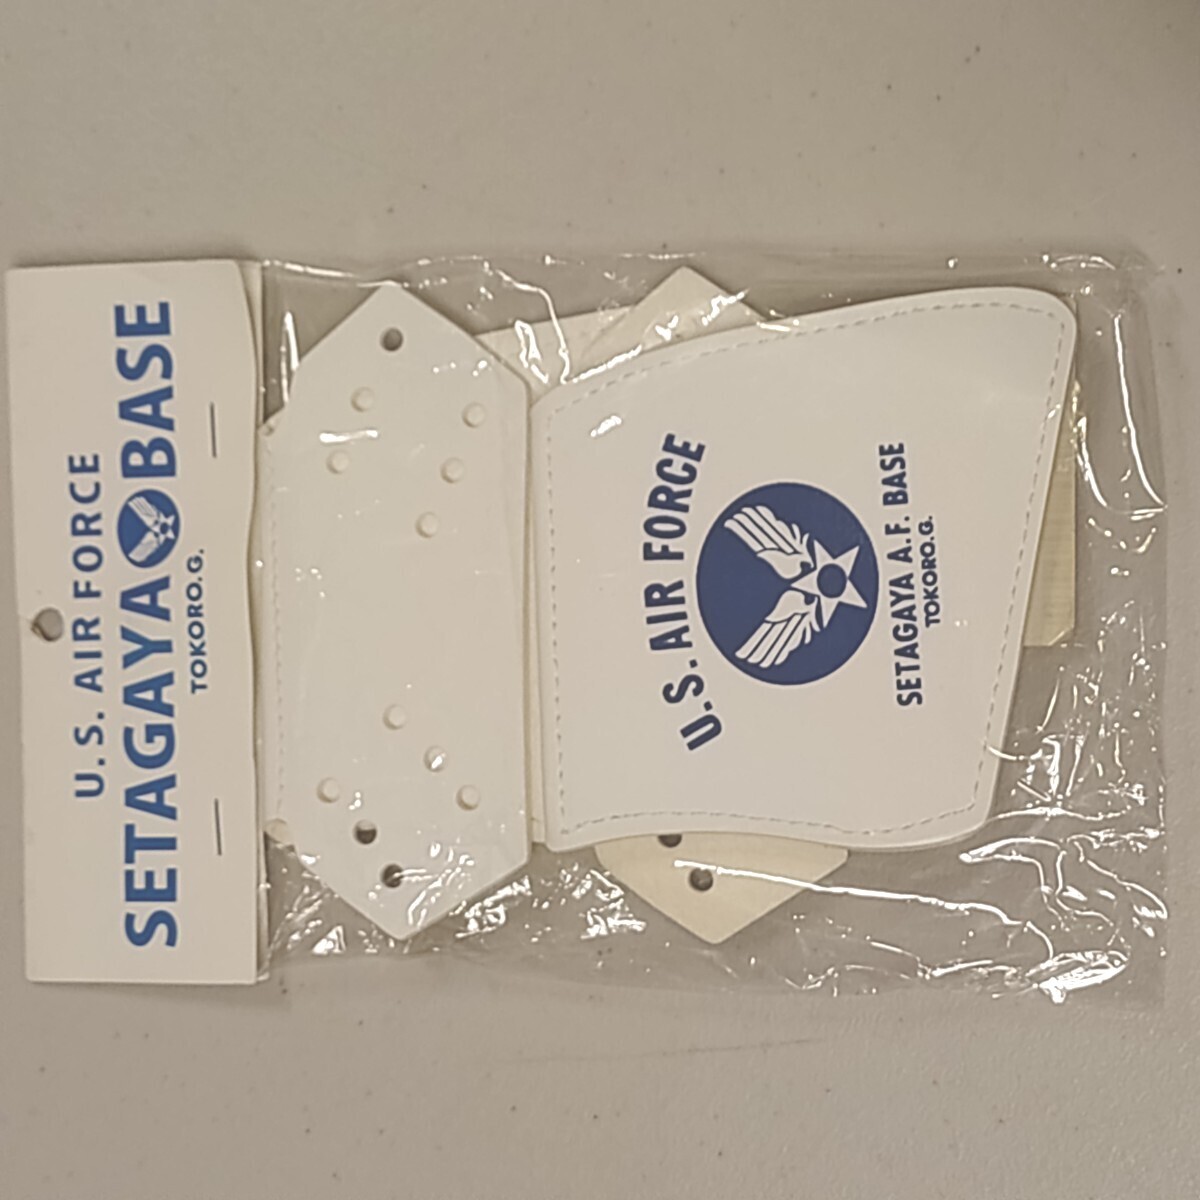 U.S. AIR FORCE
SETAGAYA BASE
TOKORO.G.
U.S. AIR FORCE
SETAGAYA A.F. BASE
TOKORO.G.